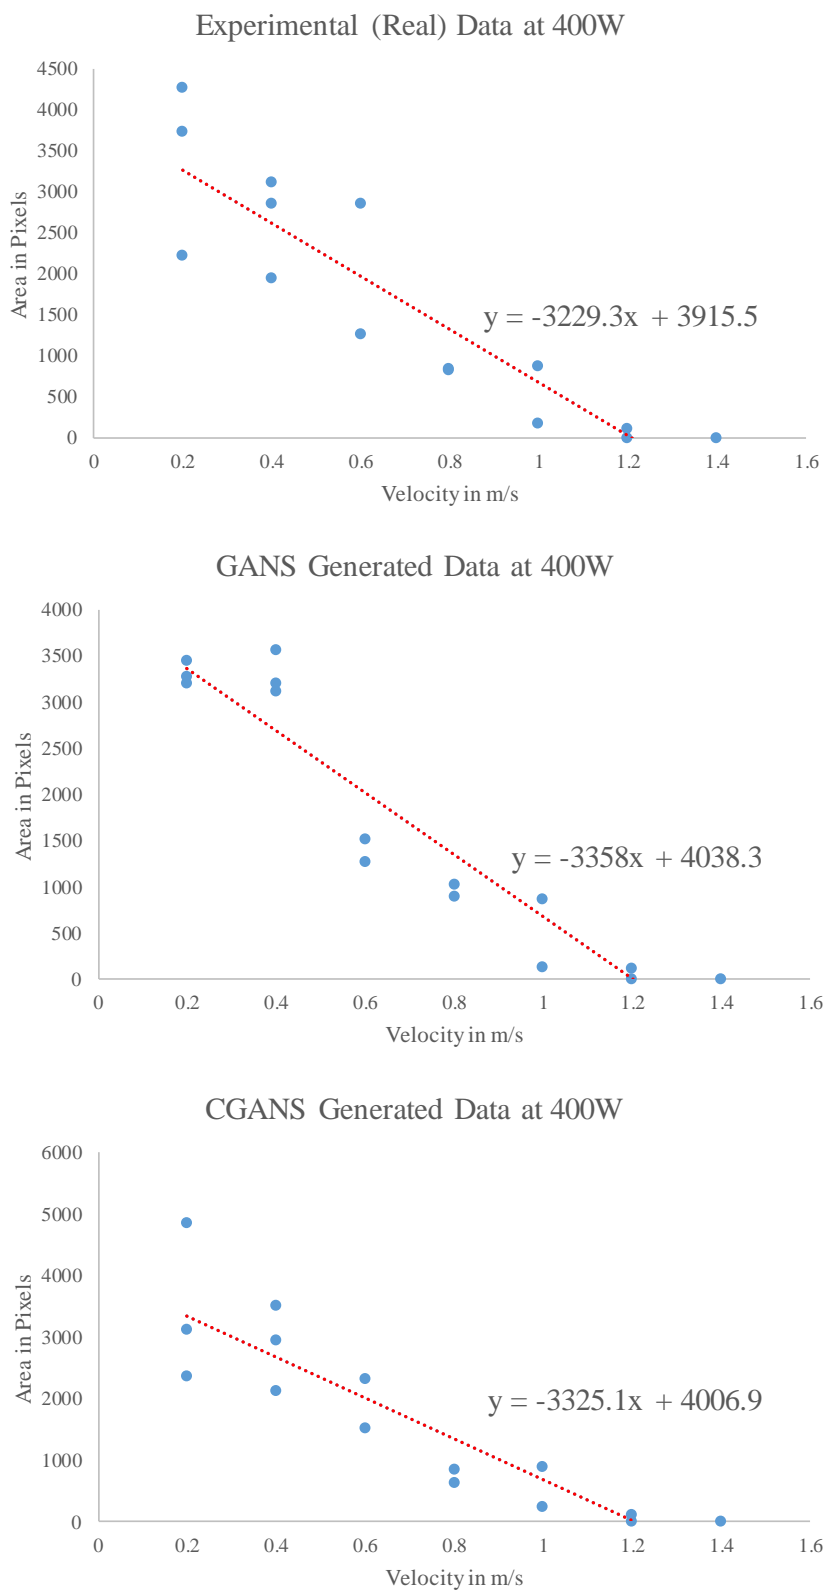 Experimental (Real) Data at 400W
4500
4000
3500
3000
2500
2000
1500
1000
500
0
Area in Pixels
y = -3229.3x + 3915.5
0 0.2 0.4 0.6 0.8 1 1.2 1.4 1.6
Velocity in m/s
GANS Generated Data at 400W
4000
3500
3000
2500
2000
1500
1000
500
0
Area in Pixels
y = -3358x + 4038.3
0 0.2 0.4 0.6 0.8 1 1.2 1.4 1.6
Velocity in m/s
CGANS Generated Data at 400W
6000
5000
4000
3000
2000
1000
0
Area in Pixels
y = -3325.1x + 4006.9
0 0.2 0.4 0.6 0.8 1 1.2 1.4 1.6
Velocity in m/s